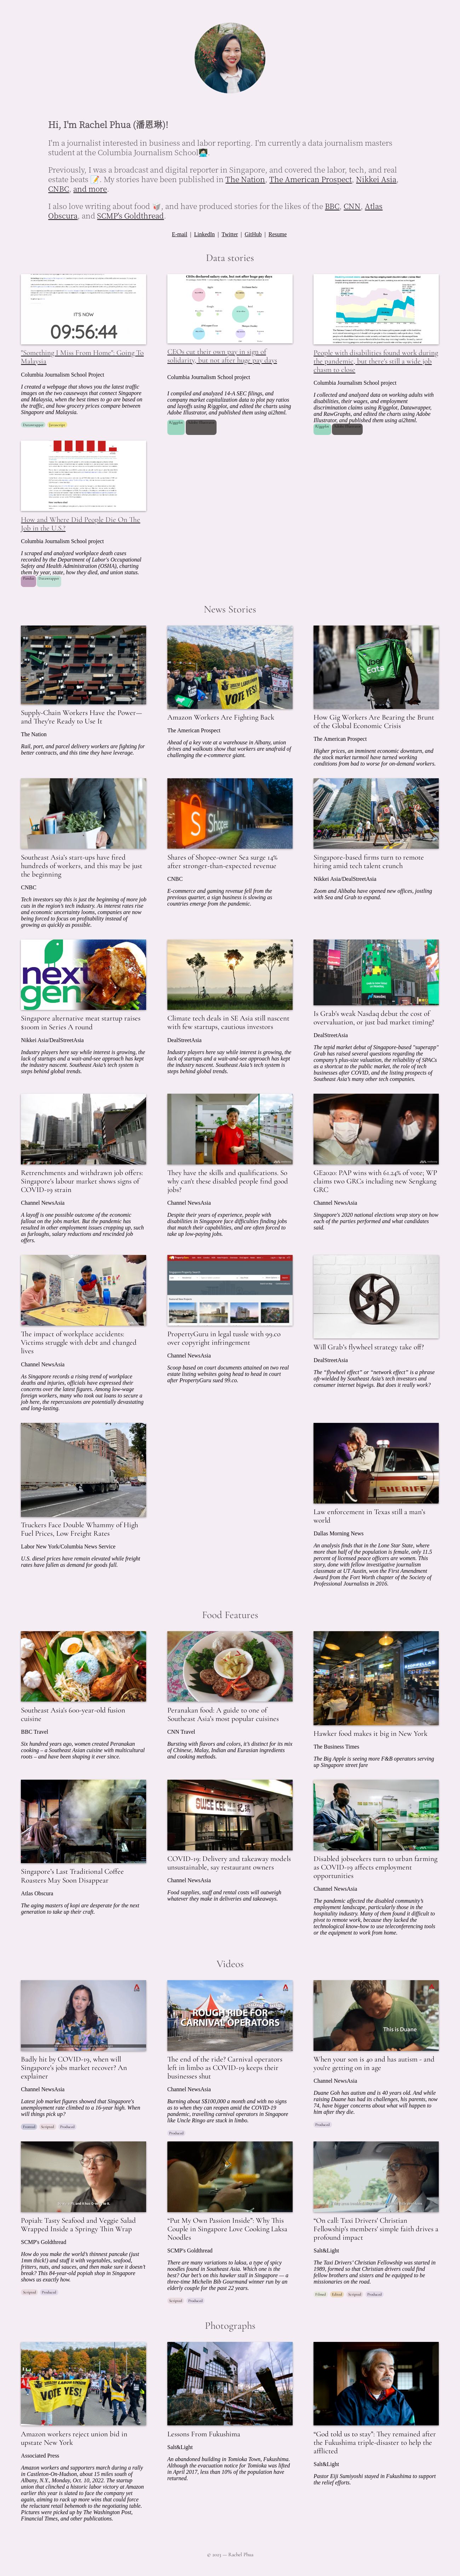 Hi, I'm Rachel Phua (潘恩琳)!
I'm a journalist interested in business and labor reporting. I'm currently a data journalism masters
student at the Columbia Journalism School👩🏻‍💻.
Previously, I was a broadcast and digital reporter in Singapore, and covered the labor, tech, and real
estate beats 📝. My stories have been published in The Nation, The American Prospect, Nikkei Asia,
CNBC, and more.
I also love writing about food 🥡, and have produced stories for the likes of the BBC, CNN, Atlas
Obscura, and SCMP's Goldthread.
E-mail | LinkedIn | Twitter | GitHub | Resume
Data stories
IT'S NOW
09:56:44
"Something I Miss From Home": Going To
Malaysia
Columbia Journalism School Project
I created a webpage that shows you the latest traffic
images on the two causeways that connect Singapore
and Malaysia, when the best times to go are based on
the traffic, and how grocery prices compare between
Singapore and Malaysia.
Datawrapper Javascript
CEOs cut their own pay in sign of
solidarity, but not after huge pay days
Columbia Journalism School project
I compiled and analyzed 14-A SEC filings, and
company market capitalization data to plot pay ratios
and layoffs using R/ggplot, and edited the charts using
Adobe Illustrator, and published them using ai2html.
R/ggplot
People with disabilities found work during
the pandemic, but there's still a wide job
chasm to close
Columbia Journalism School project
I collected and analyzed data on working adults with
disabilities, their wages, and employment
discrimination claims using R/ggplot, Datawrapper,
and RawGraphs, and edited the charts using Adobe
Illustrator, and published them using ai2html.
R/ggplot
How and Where Did People Die On The
Job in the U.S.?
Columbia Journalism School project
I scraped and analyzed workplace death cases
recorded by the Department of Labor's Occupational
Safety and Health Administration (OSHA), charting
them by year, state, how they died, and union status.
Pandas Datawrapper
News Stories
Supply-Chain Workers Have the Power—
and They're Ready to Use It
The Nation
Rail, port, and parcel delivery workers are fighting for
better contracts, and this time they have leverage.
VOTE YES!
Amazon Workers Are Fighting Back
The American Prospect
Ahead of a key vote at a warehouse in Albany, union
drives and walkouts show that workers are unafraid of
challenging the e-commerce giant.
Uber
Eats
How Gig Workers Are Bearing the Brunt
of the Global Economic Crisis
The American Prospect
Higher prices, an imminent economic downturn, and
the stock market turmoil have turned working
conditions from bad to worse for on-demand workers.
Southeast Asia's start-ups have fired
hundreds of workers, and this may be just
the beginning
CNBC
Tech investors say this is just the beginning of more job
cuts in the region's tech industry. As interest rates rise
and economic uncertainty looms, companies are now
being forced to focus on profitability instead of
growing as quickly as possible.
Shopee
Shares of Shopee-owner Sea surge 14%
after stronger-than-expected revenue
CNBC
E-commerce and gaming revenue fell from the
previous quarter, a sign business is slowing as
countries emerge from the pandemic.
Singapore-based firms turn to remote
hiring amid tech talent crunch
Nikkei Asia/DealStreetAsia
Zoom and Alibaba have opened new offices, jostling
with Sea and Grab to expand.
next
gen
Singapore alternative meat startup raises
$100m in Series A round
Nikkei Asia/DealStreetAsia
Industry players here say while interest is growing, the
lack of startups and a wait-and-see approach has kept
the industry nascent. Southeast Asia's tech system is
steps behind global trends.
Climate tech deals in SE Asia still nascent
with few startups, cautious investors
DealStreetAsia
Industry players here say while interest is growing, the
lack of startups and a wait-and-see approach has kept
the industry nascent. Southeast Asia's tech system is
steps behind global trends.
Is Grab's weak Nasdaq debut the cost of
overvaluation, or just bad market timing?
DealStreetAsia
The tepid market debut of Singapore-based "superapp"
Grab has raised several questions regarding the
company's plus-size valuation, the reliability of SPACs
as a shortcut to the public market, the role of tech
businesses after COVID, and the listing prospects of
Southeast Asia's many other tech companies.
Retrenchments and withdrawn job offers:
Singapore's labour market shows signs of
COVID-19 strain
Channel NewsAsia
A layoff is one possible outcome of the economic
fallout on the jobs market. But the pandemic has
resulted in other employment steps cropping up, such
as furloughs, salary reductions and rescinded job
offers.
They have the skills and qualifications. So
why can't these disabled people find good
jobs?
Channel NewsAsia
Despite their years of experience, people with
disabilities in Singapore face difficulties finding jobs
that match their capabilities, and are often forced to
take up low-paying jobs.
GE2020: PAP wins with 61.24% of vote; WP
claims two GRCs including new Sengkang
GRC
Channel NewsAsia
Singapore's 2020 national elections wrap story on how
each of the parties performed and what candidates
said.
The impact of workplace accidents:
Victims struggle with debt and changed
lives
Channel NewsAsia
As Singapore records a rising trend of workplace
deaths and injuries, officials have expressed their
concerns over the latest figures. Among low-wage
foreign workers, many who took out loans to secure a
job here, the repercussions are potentially devastating
and long-lasting.
PropertyGuru in legal tussle with 99.co
over copyright infringement
Channel NewsAsia
Scoop based on court documents attained on two real
estate listing websites going head to head in court
after PropertyGuru sued 99.co.
Will Grab's flywheel strategy take off?
DealStreetAsia
The "flywheel effect" or "network effect" is a phrase
oft-wielded by Southeast Asia's tech investors and
consumer internet bigwigs. But does it really work?
Truckers Face Double Whammy of High
Fuel Prices, Low Freight Rates
Labor New York/Columbia News Service
U.S. diesel prices have remain elevated while freight
rates have fallen as demand for goods fall.
SHERIFF
Law enforcement in Texas still a man's
world
Dallas Morning News
An analysis finds that in the Lone Star State, where
more than half of the population is female, only 11.5
percent of licensed peace officers are women. This
story, done with fellow investigative journalism
classmate at UT Austin, won the First Amendment
Award from the Fort Worth chapter of the Society of
Professional Journalists in 2016.
Food Features
Southeast Asia's 600-year-old fusion
cuisine
BBC Travel
Six hundred years ago, women created Peranakan
cooking – a Southeast Asian cuisine with multicultural
roots – and have been shaping it ever since.
Peranakan food: A guide to one of
Southeast Asia's most popular cuisines
CNN Travel
Bursting with flavors and colors, it's distinct for its mix
of Chinese, Malay, Indian and Eurasian ingredients
and cooking methods.
Hawker food makes it big in New York
The Business Times
The Big Apple is seeing more F&B operators serving
up Singapore street fare
Singapore's Last Traditional Coffee
Roasters May Soon Disappear
Atlas Obscura
The aging masters of kopi are desperate for the next
generation to take up their craft.
SWEE KEE
COVID-19: Delivery and takeaway models
unsustainable, say restaurant owners
Channel NewsAsia
Food supplies, staff and rental costs will outweigh
whatever they make in deliveries and takeaways.
Disabled jobseekers turn to urban farming
as COVID-19 affects employment
opportunities
Channel NewsAsia
The pandemic affected the disabled community's
employment landscape, particularly those in the
hospitality industry. Many of them found it difficult to
pivot to remote work, because they lacked the
technological know-how to use teleconferencing tools
or the equipment to work from home.
Videos
Badly hit by COVID-19, when will
Singapore's jobs market recover? An
explainer
Channel NewsAsia
Latest job market figures showed that Singapore's
unemployment rate climbed to a 16-year high. When
will things pick up?
Fronted Scripted Produced
ROUGH RIDE FOR
CARNIVAL OPERATORS
The end of the ride? Carnival operators
left in limbo as COVID-19 keeps their
businesses shut
Channel NewsAsia
Burning about S$100,000 a month and with no signs
as to when they can reopen amid the COVID-19
pandemic, travelling carnival operators in Singapore
like Uncle Ringo are stuck in limbo.
Produced
This is Duane
When your son is 40 and has autism - and
you're getting on in age
Channel NewsAsia
Duane Goh has autism and is 40 years old. And while
raising Duane has had its challenges, his parents, now
74, have bigger concerns about what will happen to
him after they die.
Produced
Popiah: Tasty Seafood and Veggie Salad
Wrapped Inside a Springy Thin Wrap
SCMP's Goldthread
How do you make the world's thinnest pancake (just
1mm thick!) and stuff it with vegetables, seafood,
fritters, nuts, and sauces, and then make sure it doesn't
break? This 84-year-old popiah shop in Singapore
shows us exactly how.
Scripted Produced
"Put My Own Passion Inside": Why This
Couple in Singapore Love Cooking Laksa
Noodles
SCMP's Goldthread
There are many variations to laksa, a type of spicy
noodles found in Southeast Asia. Which one is the
best? Our bet's on this hawker stall in Singapore — a
three-time Michelin Bib Gourmand winner run by an
elderly couple for the past 22 years.
Scripted Produced
"On call: Taxi Drivers' Christian
Fellowship's members' simple faith drives a
profound impact
Salt&Light
The Taxi Drivers' Christian Fellowship was started in
1989, formed so that Christian drivers could be
fellow brothers and sisters and be equipped to be
missionaries on the road.
Filmed Edited Scripted Produced
Photographs
VOTE YES!
Amazon workers reject union bid in
upstate New York
Associated Press
Amazon workers and supporters march during a rally
in Castleton-On-Hudson, about 15 miles south of
Albany, N.Y., Monday, Oct. 10, 2022. The startup
union that clinched a historic labor victory at Amazon
earlier this year is slated to face the company yet
again, aiming to rack up more wins that could force
the reluctant retail behemoth to the negotiating table.
Pictures were picked up by The Washington Post,
Financial Times, and other publications.
Lessons From Fukushima
Salt&Light
An abandoned building in Tomioka Town, Fukushima.
Although the evacuation notice for Tomioka was lifted
in April 2017, less than 10% of the population have
returned.
"God told us to stay": They remained after
the Fukushima triple-disaster to help the
afflicted
Salt&Light
Pastor Eiji Sumiyoshi stayed in Fukushima to support
the relief efforts.
© 2023 — Rachel Phua